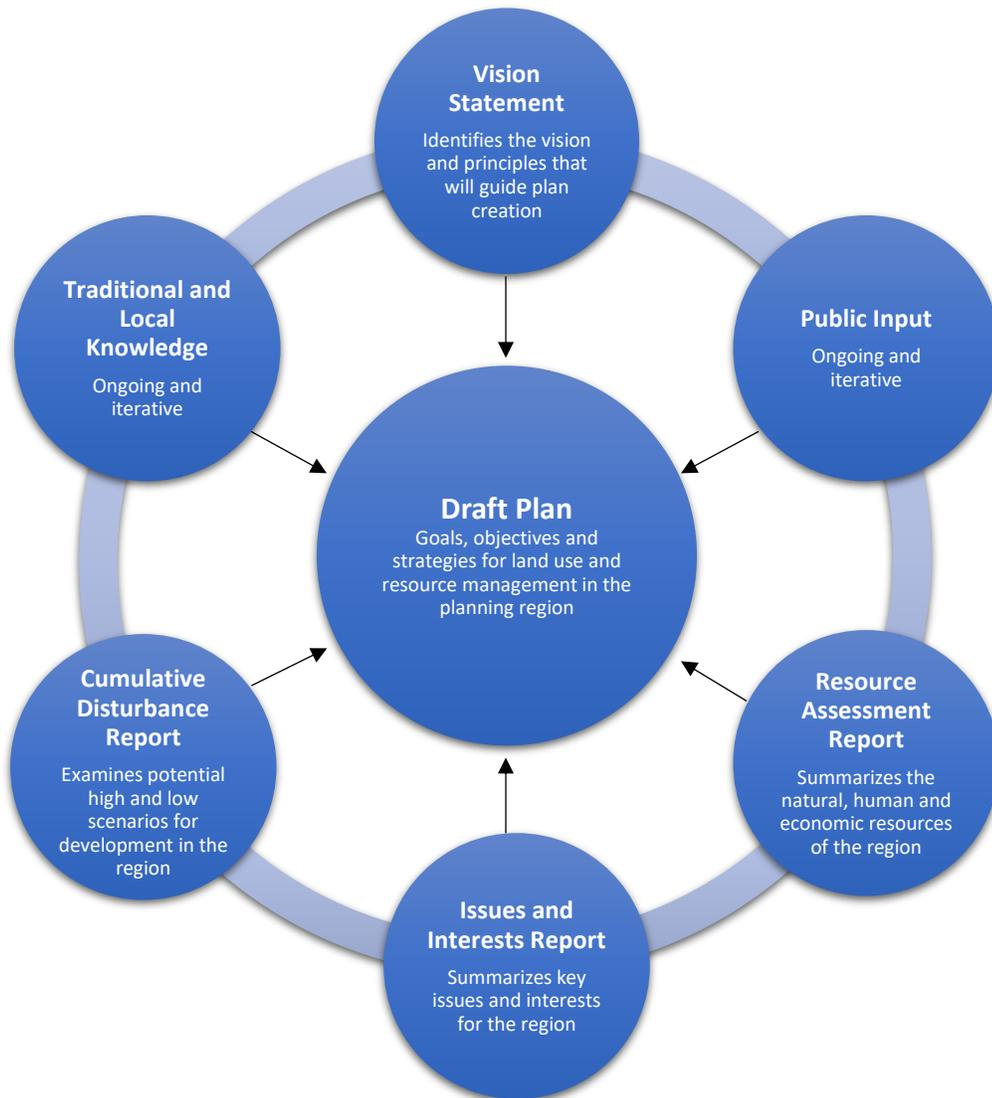 Vision
Statement
Identifies the vision
and principles that
will guide plan
creation
Public Input
Ongoing and
iterative
Resource
Assessment
Report
Summarizes the
natural, human and
economic resources
of the region
Issues and
Interests Report
Summarizes key
issues and interests
for the region
Cumulative
Disturbance
Report
Examines potential
high and low
scenarios for
development in the
region
Traditional and
Local
Knowledge
Ongoing and
iterative
Draft Plan
Goals, objectives and
strategies for land use and
resource management in the
planning region